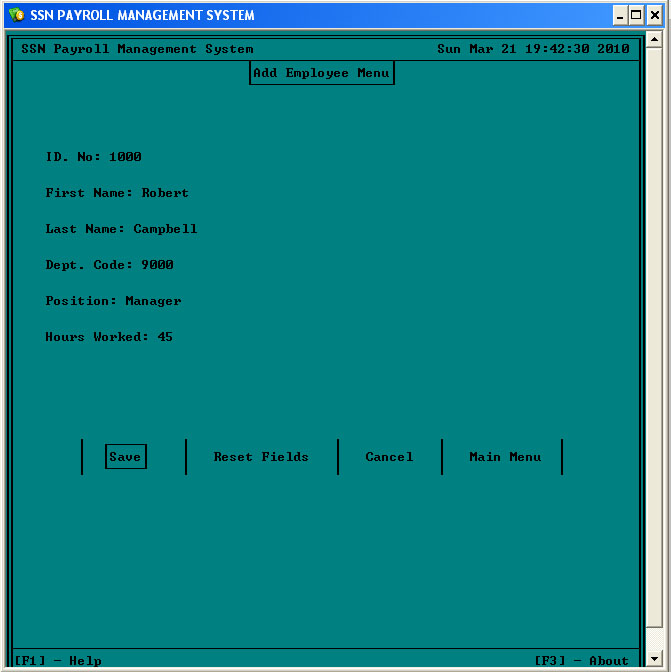 SSN PAYROLL MANAGEMENT SYSTEM
SSN Payroll Management System Sun Mar 21 19:42:30 2010
Add Employee Menu
ID. No: 1000
First Name: Robert
Last Name: Campbell
Dept. Code: 9000
Position: Manager
Hours Worked: 45
Save Reset Fields Cancel Main Menu
[F1] - Help [F3] - About